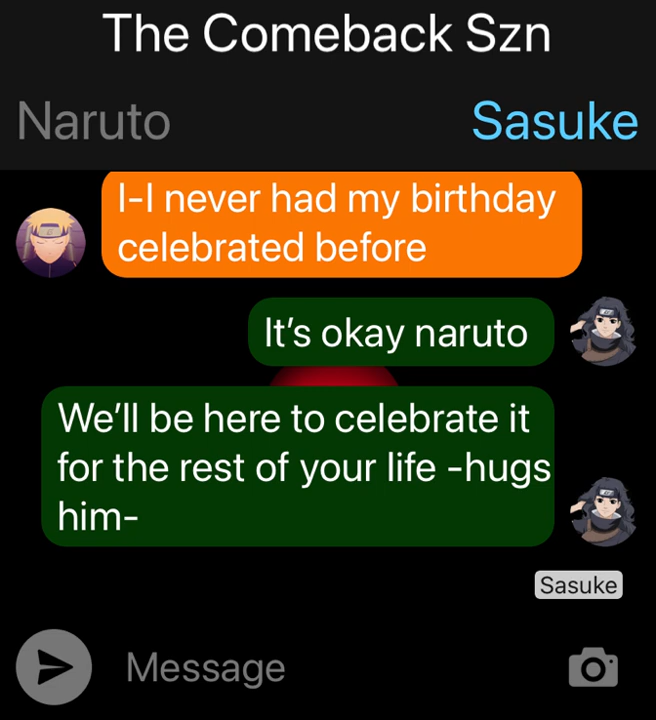 The Comeback Szn
Naruto
Sasuke
I-I never had my birthday
celebrated before
It’s okay naruto
We’ll be here to celebrate it
for the rest of your life -hugs
him-
Sasuke
Message